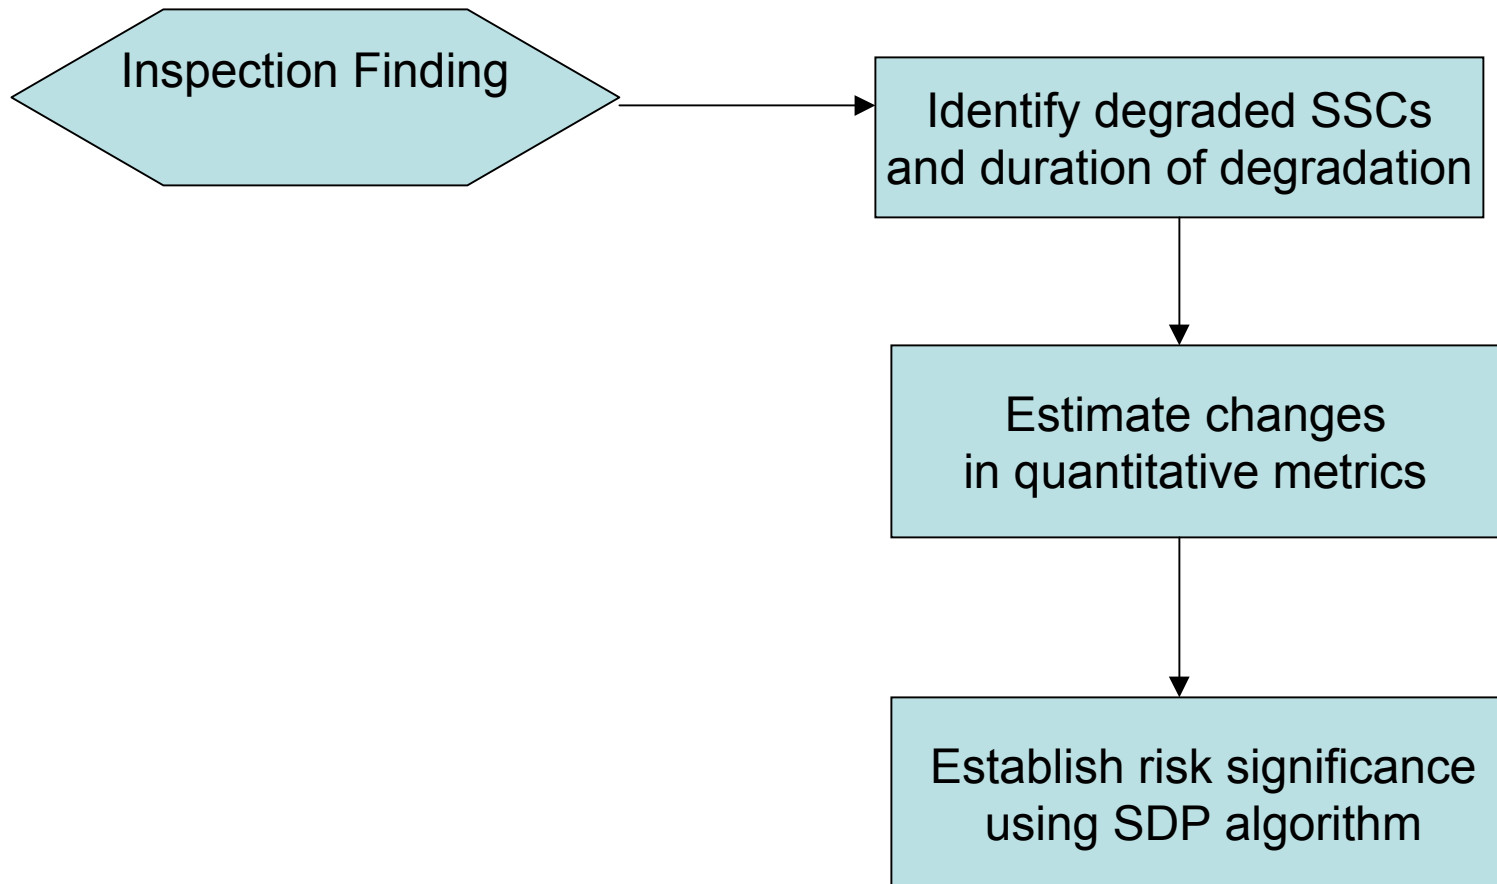 Inspection Finding
Identify degraded SSCs
and duration of degradation
Estimate changes
in quantitative metrics
Establish risk significance
using SDP algorithm